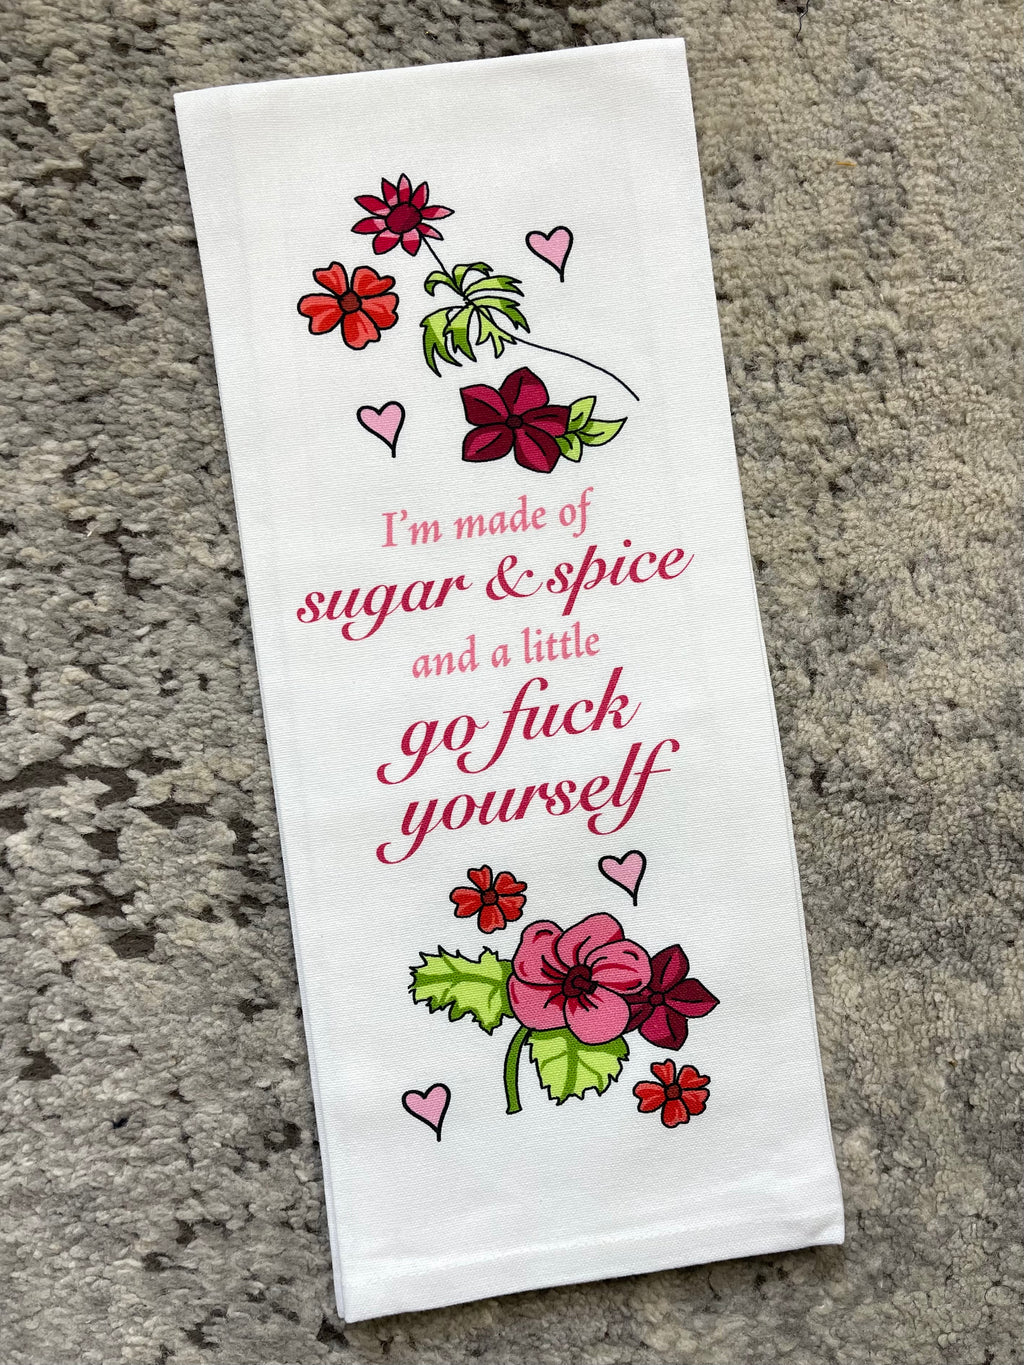 I'm made of
sugar & spice
and a little
go fuck
yourself